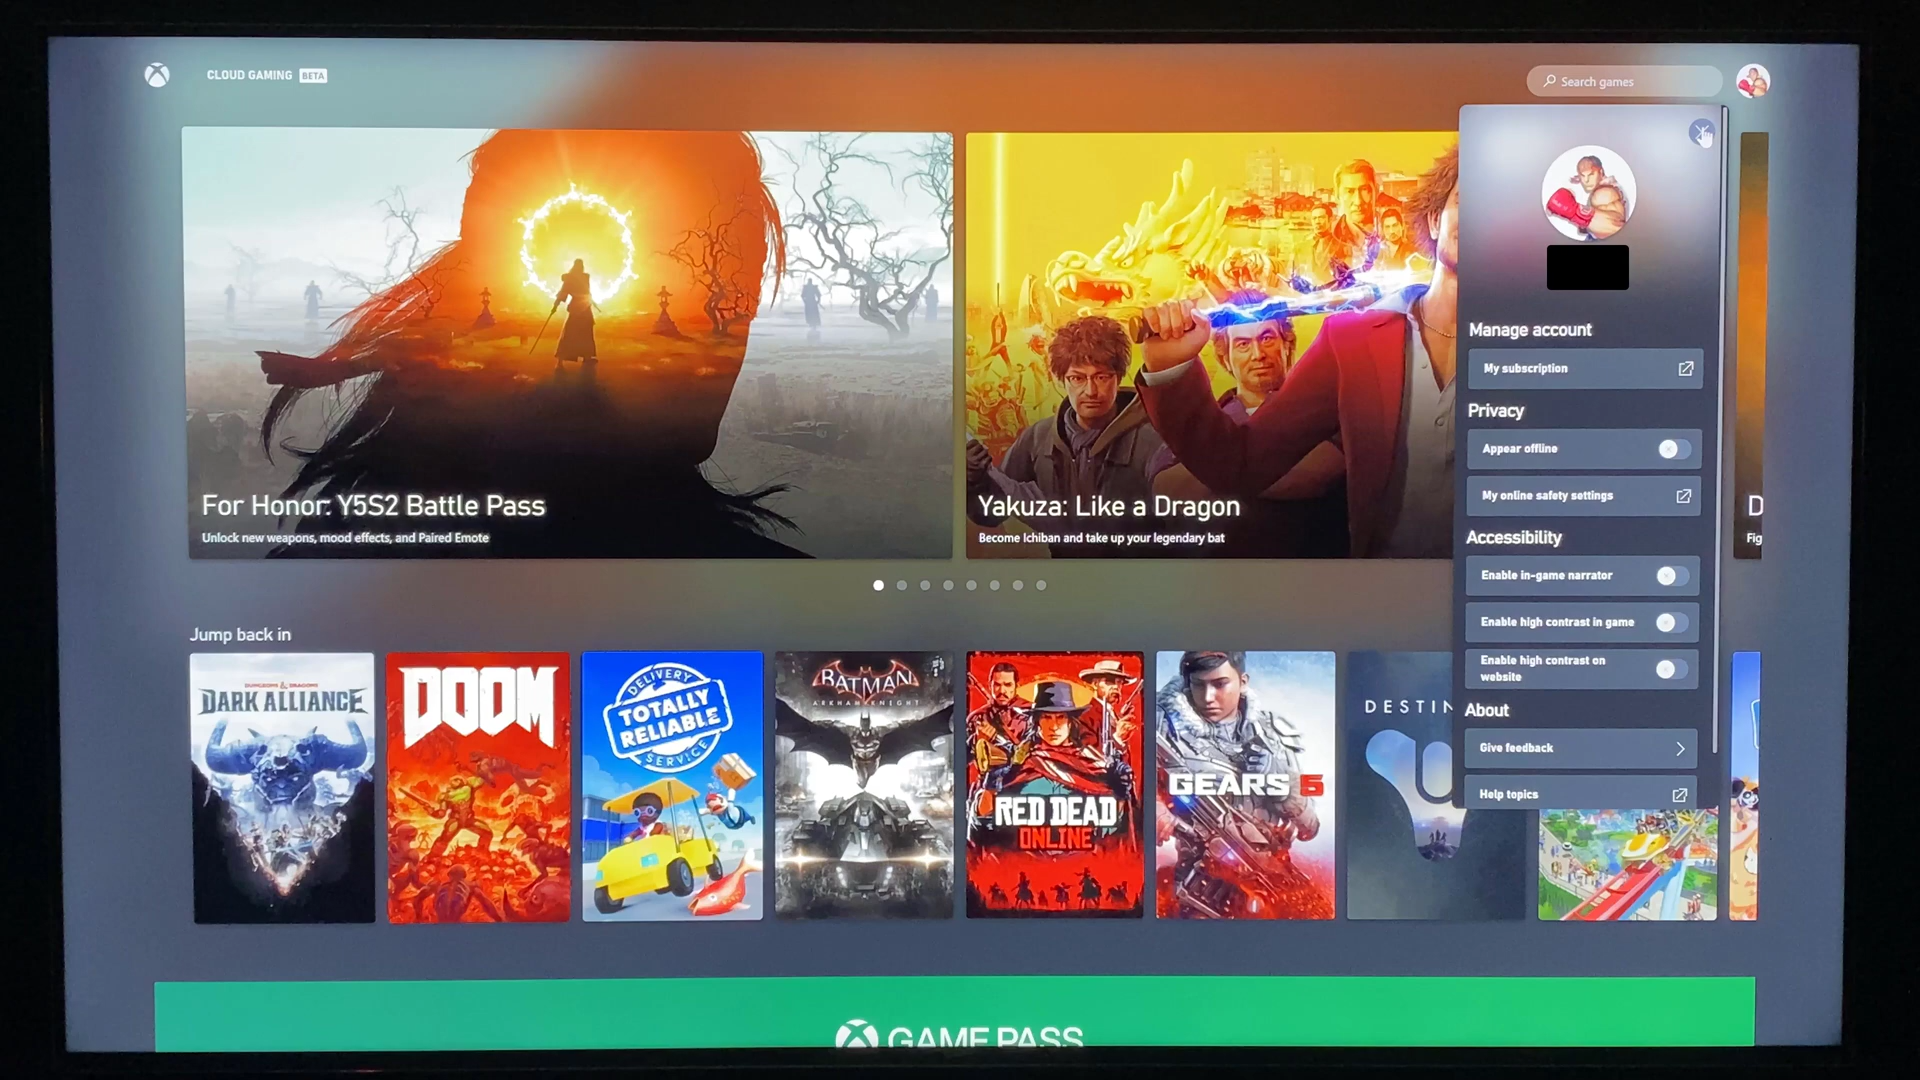 CLOUD GAMING BETA
Search games
For Honor: Y5S2 Battle Pass
Unlock new weapons, mood effects, and Paired Emote
Yakuza: Like a Dragon
Become Ichiban and take up your legendary bat
D
Fig
Manage account
My subscription
Privacy
Appear offline
My online safety settings
Accessibility
Enable in-game narrator
Enable high contrast in game
Enable high contrast on
website
About
Give feedback
Help topics
Jump back in
DUNGEONS & DRAGONS
DARK ALLIANCE
DOOM
DELIVERY
TOTALLY
RELIABLE
SERVICE
BATMAN
ARKHAM KNIGHT
RED DEAD
ONLINE
GEARS 5
DESTIN
GAME PASS